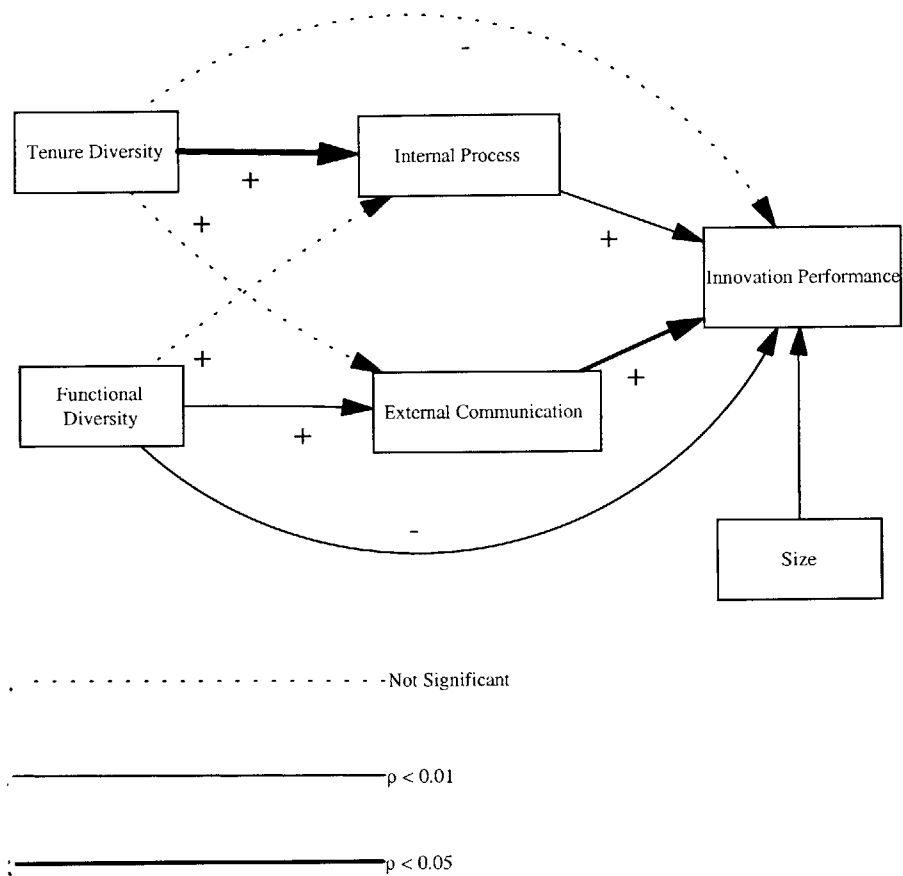 -
Tenure Diversity
Internal Process
+
+
+
Innovation Performance
+
Functional
Diversity
External Communication
+
+
-
Size
Not Significant
ρ < 0.01
ρ < 0.05